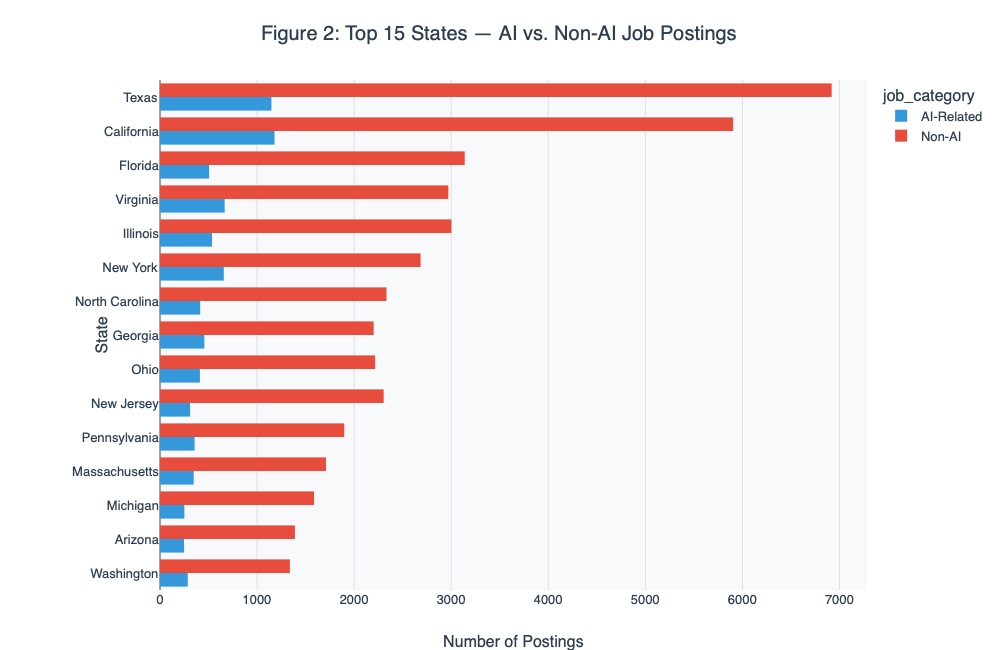 Figure 2: Top 15 States — AI vs. Non-AI Job Postings
job_category
AI-Related
Non-AI
State
Texas
California
Florida
Virginia
Illinois
New York
North Carolina
Georgia
Ohio
New Jersey
Pennsylvania
Massachusetts
Michigan
Arizona
Washington
0 1000 2000 3000 4000 5000 6000 7000
Number of Postings